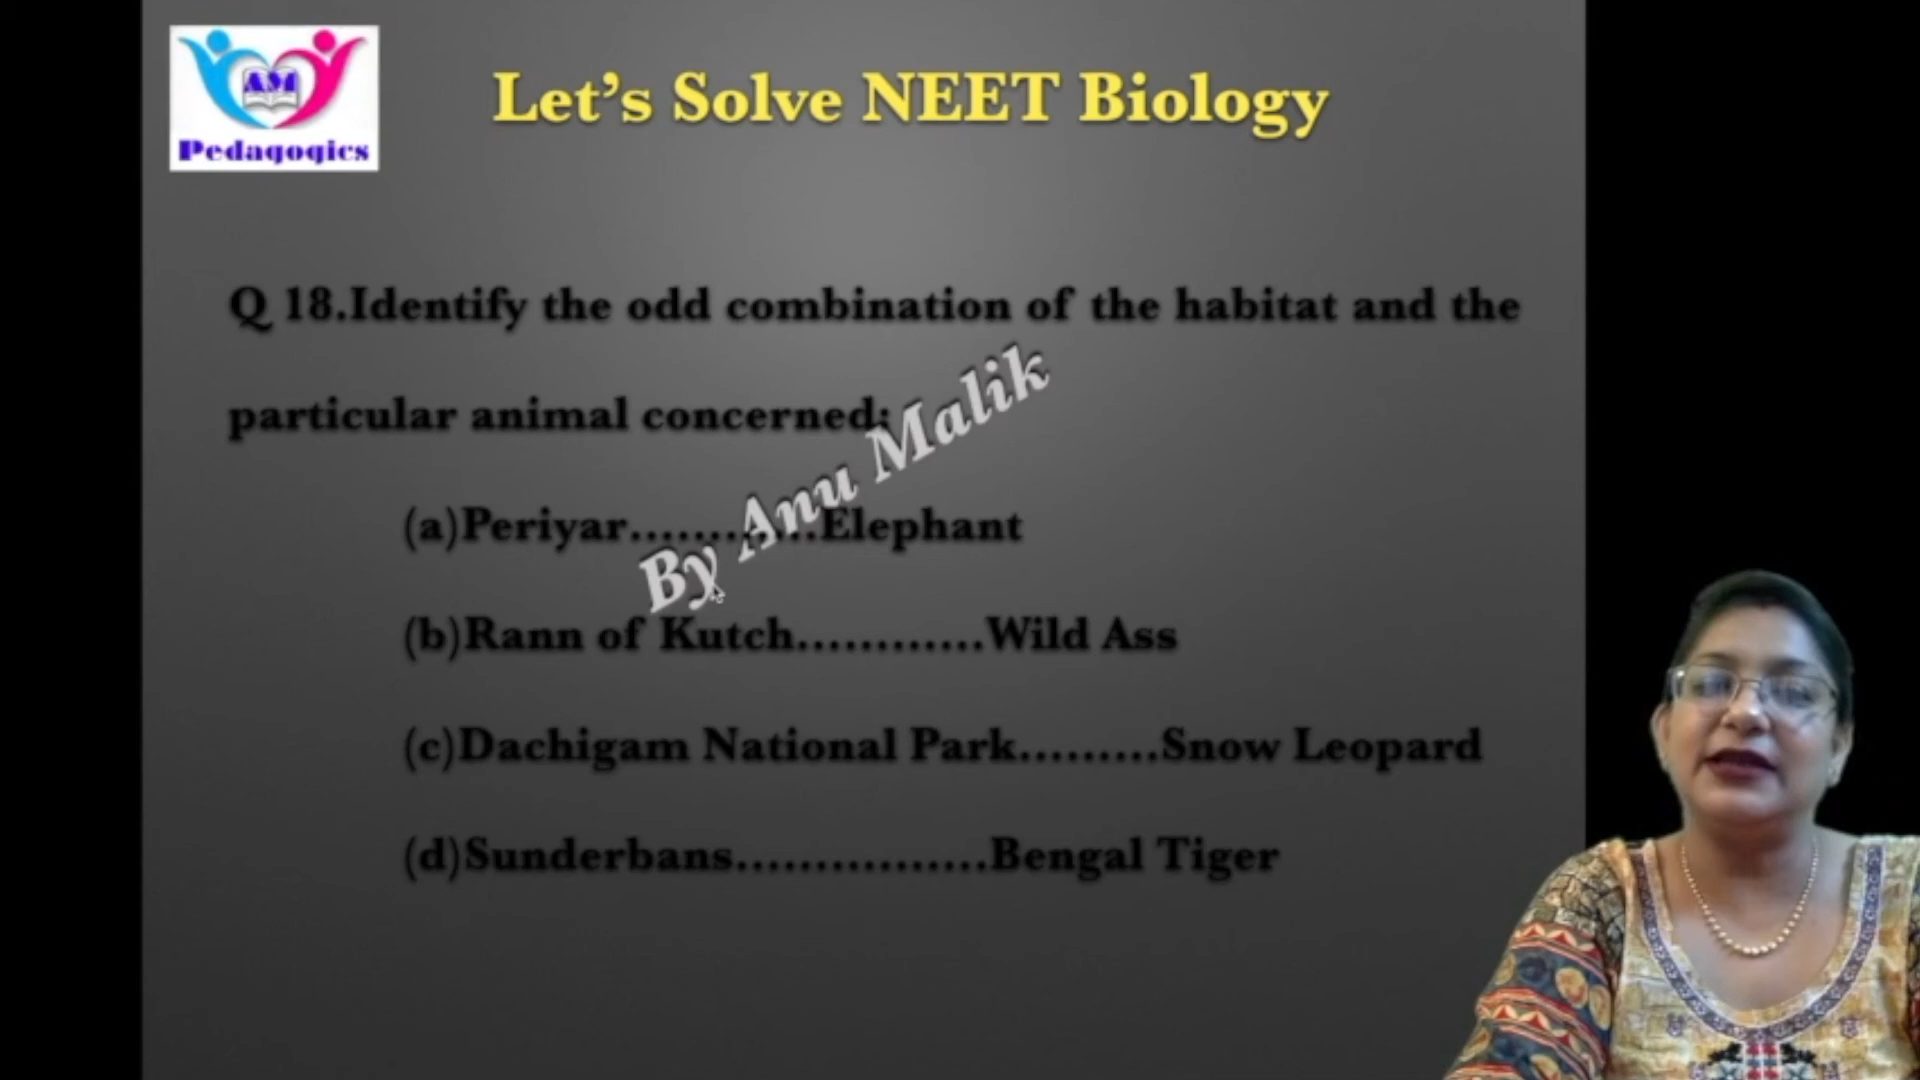 AM
Pedagogics
Let's Solve NEET Biology
Q 18.Identify the odd combination of the habitat and the
particular animal concerned:
By Anu Malik
(a)Periyar............Elephant
(b)Rann of Kutch............Wild Ass
(c)Dachigam National Park.........Snow Leopard
(d)Sunderbans................Bengal Tiger